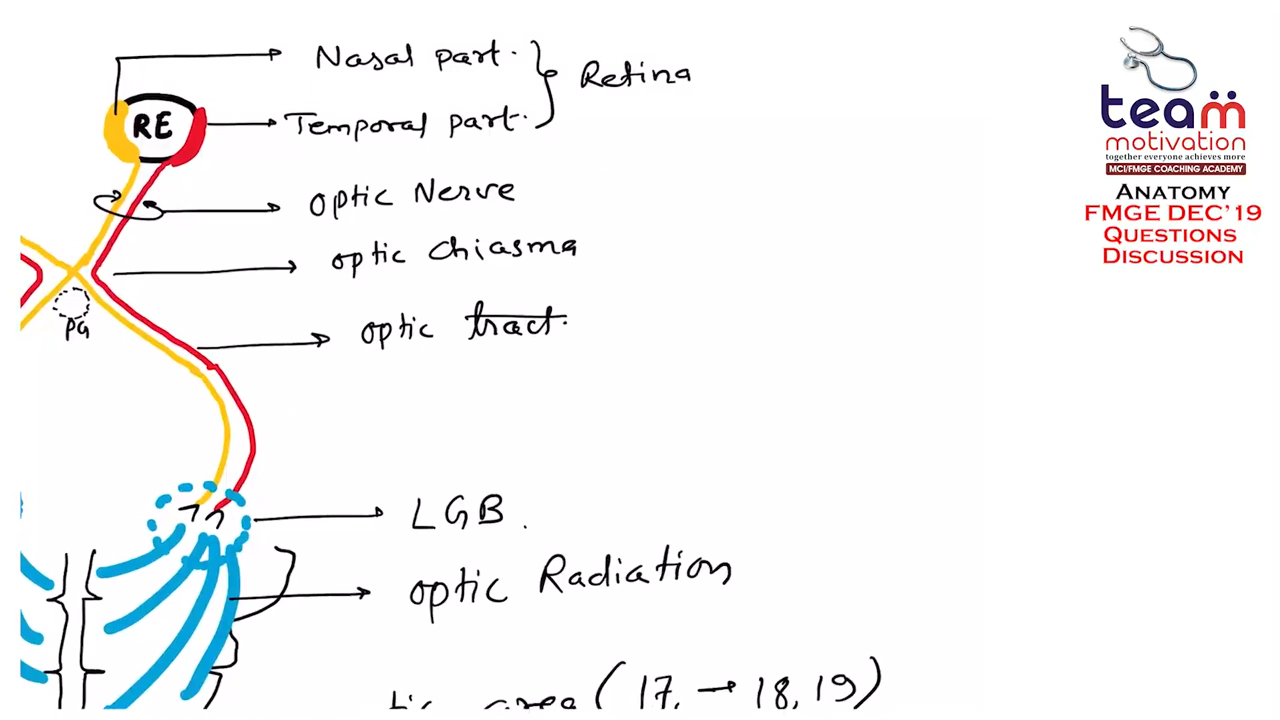 Nasal part.
Retina
RE
Temporal part.
optic Nerve
optic chiasma
PG
optic tract.
LGB.
optic Radiation
area (17, → 18, 19)
team
motivation
together everyone achieves more
MCI/FMGE COACHING ACADEMY
ANATOMY
FMGE DEC'19
QUESTIONS
DISCUSSION